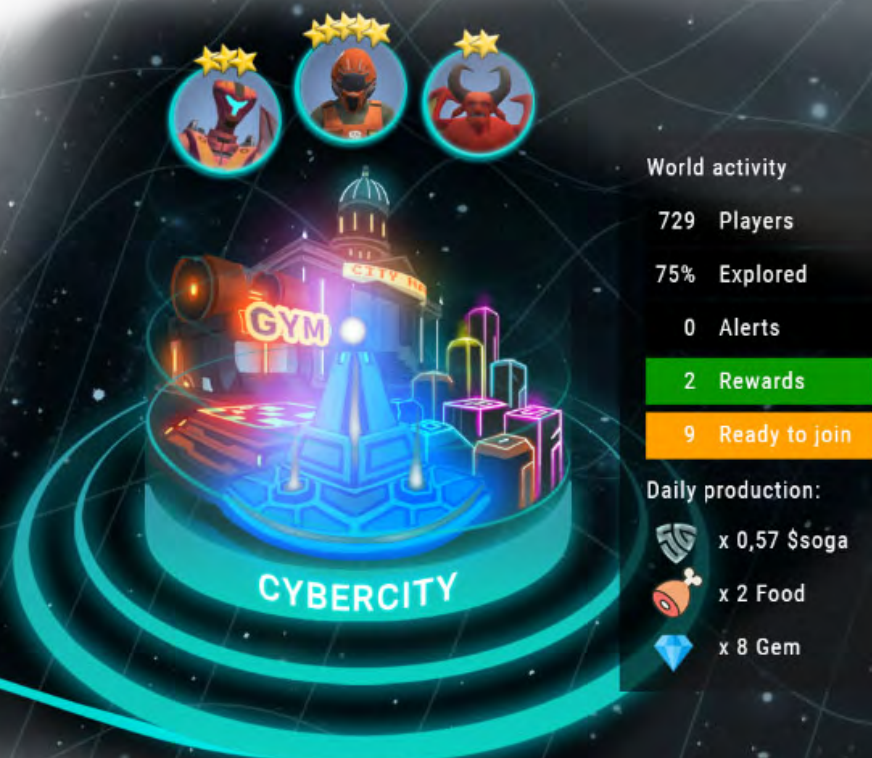 World activity
729 Players
75% Explored
0 Alerts
2 Rewards
9 Ready to join
Daily production:
x 0,57 $soga
x 2 Food
x 8 Gem
CITY
GYM
CYBERCITY